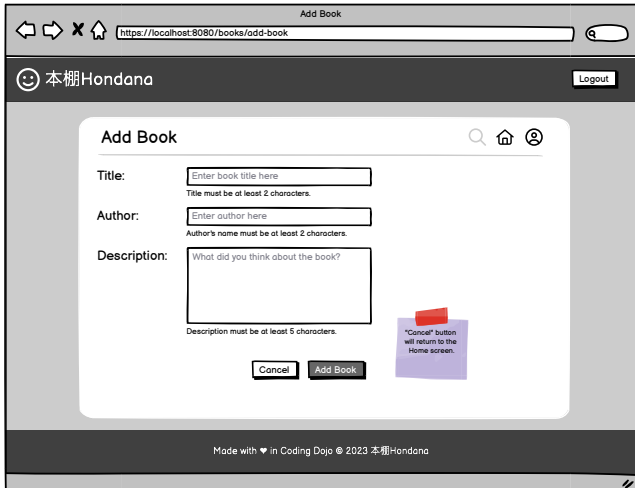 Add Book
https://localhost:8080/books/add-book
本棚Hondana
Logout
Add Book
Title:
Enter book title here
Title must be at least 2 characters.
Author:
Enter author here
Author's name must be at least 2 characters.
Description:
What did you think about the book?
Description must be at least 5 characters.
"Cancel" button
will return to the
Home screen.
Cancel
Add Book
Made with ❤ in Coding Dojo © 2023 本棚Hondana